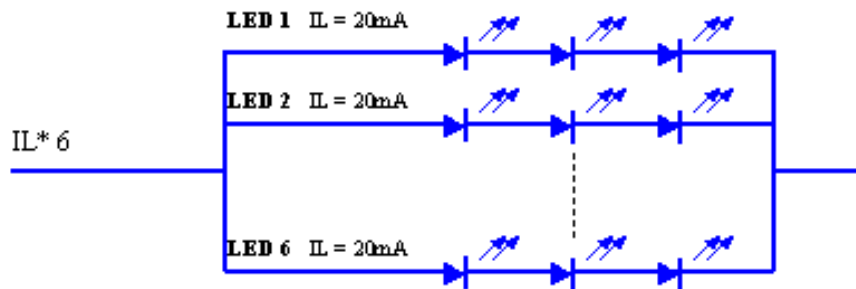 LED 1 IL = 20mA
LED 2 IL = 20mA
IL* 6
LED 6 IL = 20mA